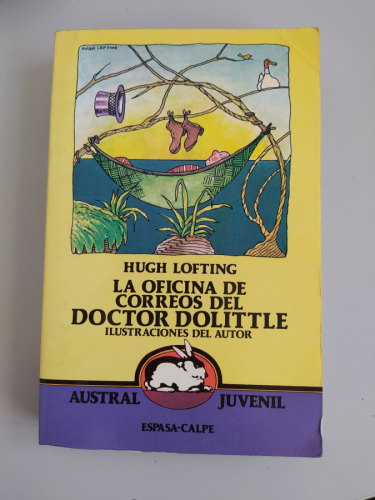 HUGH LOFTING
HUGH LOFTING
LA OFICINA DE
CORREOS DEL
DOCTOR DOLITTLE
ILUSTRACIONES DEL AUTOR
AUSTRAL JUVENIL
ESPASA-CALPE